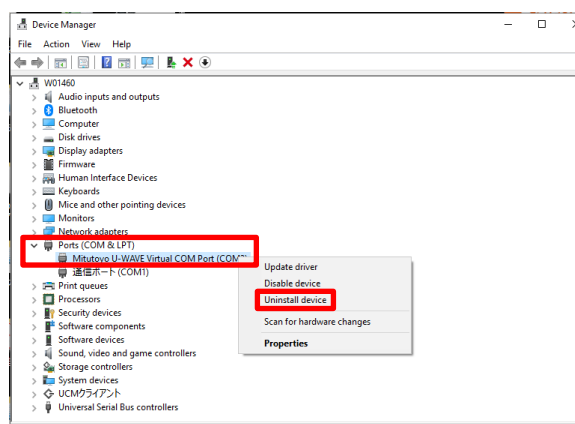 Device Manager
File Action View Help
W01460
Audio inputs and outputs
Bluetooth
Computer
Disk drives
Display adapters
Firmware
Human Interface Devices
Keyboards
Mice and other pointing devices
Monitors
Network adapters
Ports (COM & LPT)
Mitutoyo U-WAVE Virtual COM Port
通信ポート (COM1)
Print queues
Processors
Security devices
Software components
Software devices
Sound, video and game controllers
Storage controllers
System devices
UCMクライアント
Universal Serial Bus controllers
Update driver
Disable device
Uninstall device
Scan for hardware changes
Properties